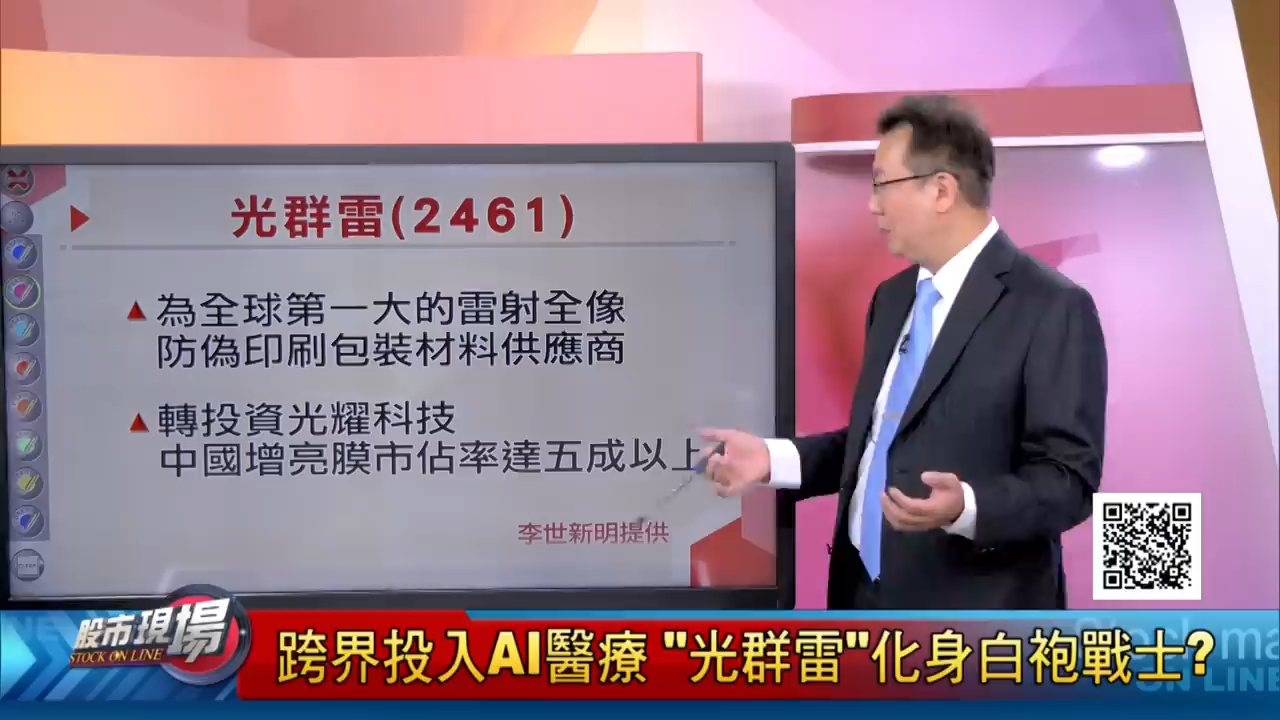 光群雷(2461)
為全球第一大的雷射全像
防偽印刷包裝材料供應商
轉投資光耀科技
中國增亮膜市佔率達五成以上
李世新明提供
股市現場
STOCK ON LINE
跨界投入AI醫療 "光群雷"化身白袍戰士?
ON LINE